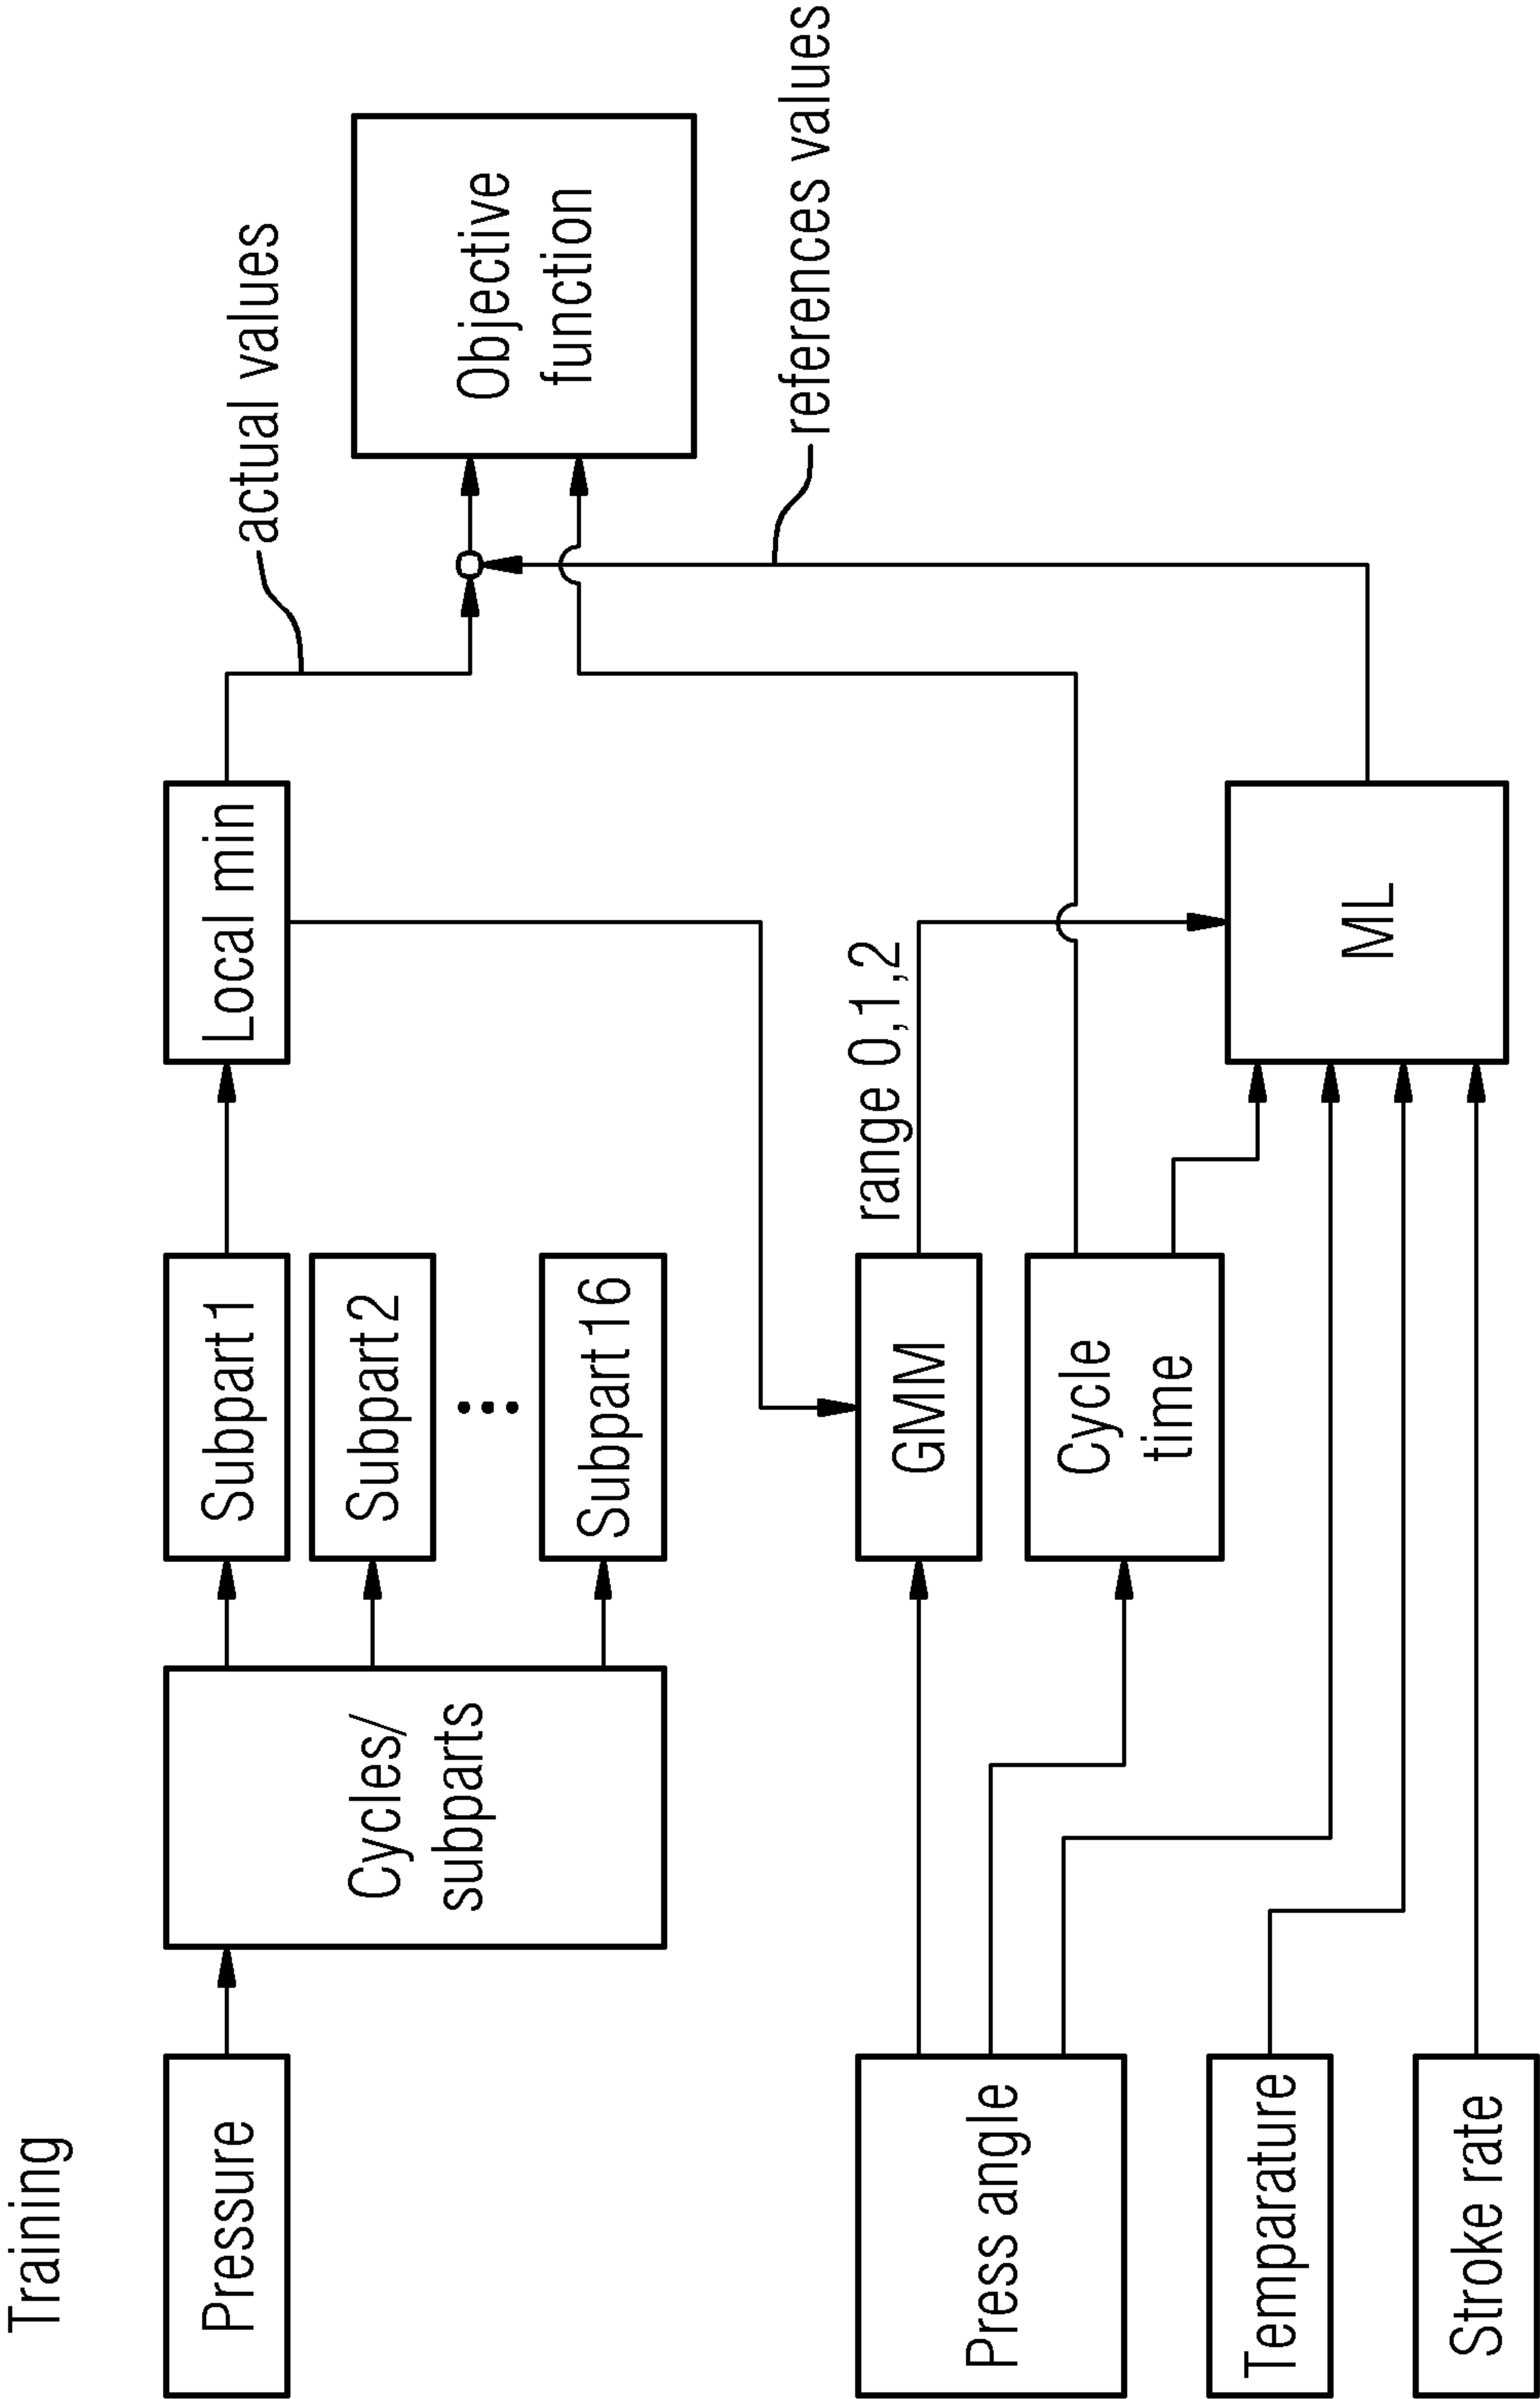 Training
Pressure
Cycles/
subparts
Subpart 1
Subpart 2
...
Subpart 16
Local min
actual values
Objective
function
references values
Press angle
GMM
range 0,1,2
Cycle
time
Temparature
Stroke rate
ML